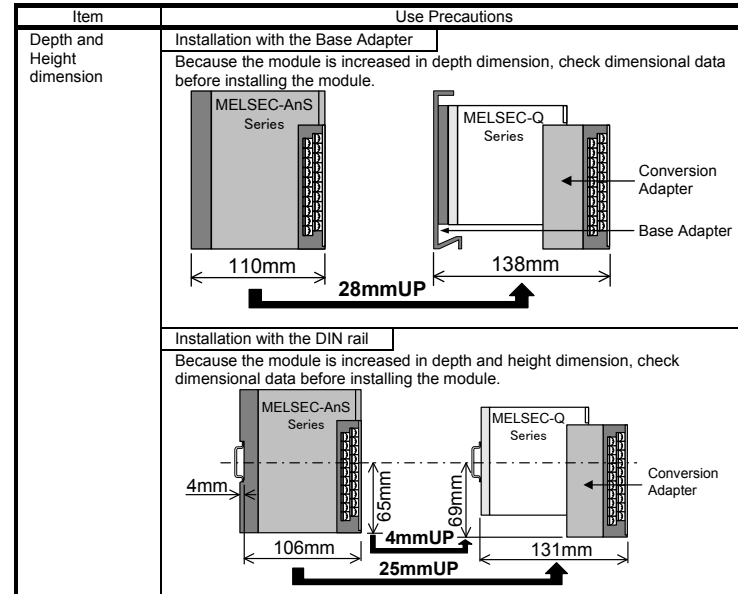 Item
Use Precautions
Depth and
Height
dimension
Installation with the Base Adapter
Because the module is increased in depth dimension, check dimensional data
before installing the module.
MELSEC-AnS
Series
MELSEC-Q
Series
Conversion
Adapter
Base Adapter
110mm
138mm
28mmUP
Installation with the DIN rail
Because the module is increased in depth and height dimension, check
dimensional data before installing the module.
MELSEC-AnS
Series
MELSEC-Q
Series
Conversion
Adapter
4mm
65mm
69mm
4mmUP
106mm
131mm
25mmUP